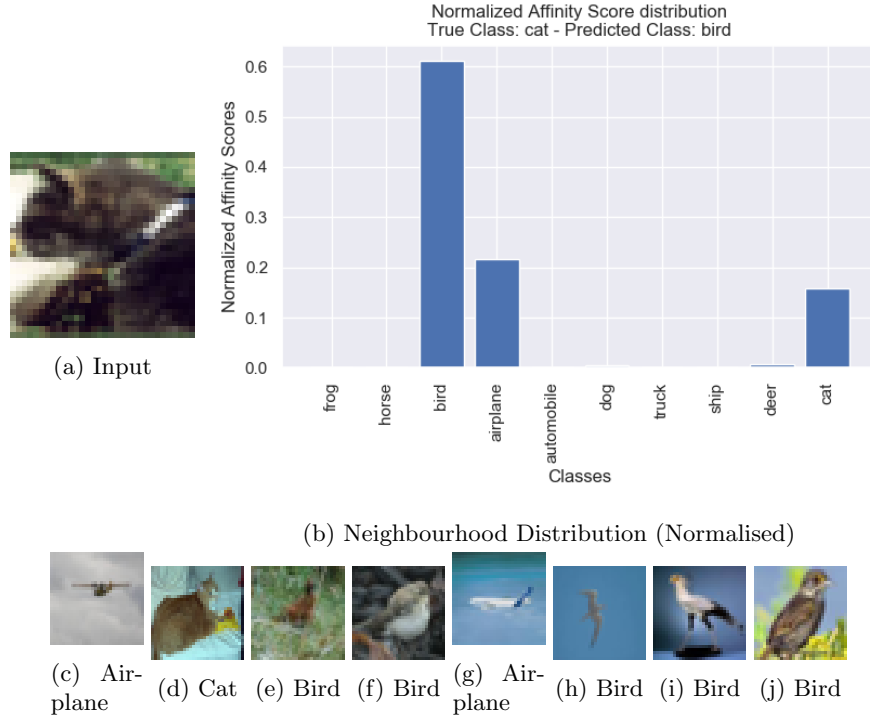 Normalized Affinity Score distribution
True Class: cat - Predicted Class: bird
Normalized Affinity Scores
0.6
0.5
0.4
0.3
0.2
0.1
0.0
frog
horse
bird
airplane
automobile
dog
truck
ship
deer
cat
Classes
(a) Input
(b) Neighbourhood Distribution (Normalised)
(c) Air-
plane
(d) Cat
(e) Bird
(f) Bird
(g) Air-
plane
(h) Bird
(i) Bird
(j) Bird